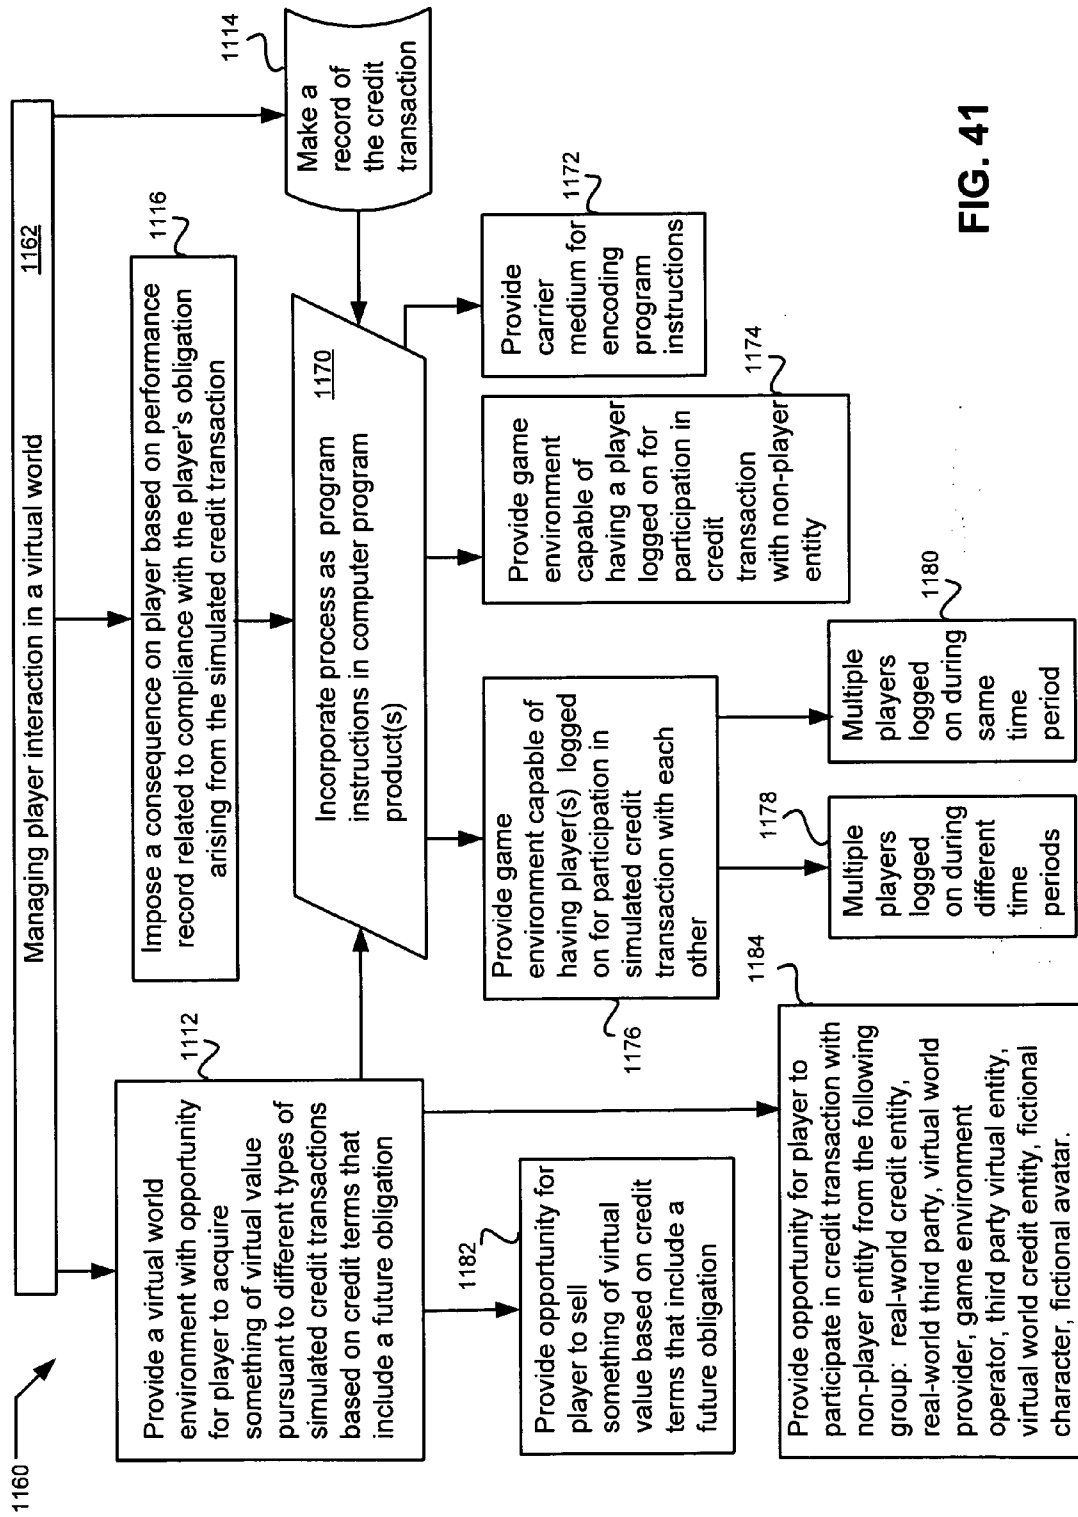 1160
Managing player interaction in a virtual world
1162
1112
Provide a virtual world
environment with opportunity
for player to acquire
something of virtual value
pursuant to different types of
simulated credit transactions
based on credit terms that
include a future obligation
1116
Impose a consequence on player based on performance
record related to compliance with the player's obligation
arising from the simulated credit transaction
1114
Make a
record of
the credit
transaction
1170
Incorporate process as program
instructions in computer program
product(s)
1182
Provide opportunity for
player to sell
something of virtual
value based on credit
terms that include a
future obligation
1176
Provide game
environment capable of
having player(s) logged
on for participation in
simulated credit
transaction with each
other
Provide game
environment
capable of
having a player
logged on for
participation in
credit
transaction
with non-player
entity
1174
Provide
carrier
medium for
encoding
program
instructions
1172
1184
Provide opportunity for player to
participate in credit transaction with
non-player entity from the following
group: real-world credit entity,
real-world third party, virtual world
provider, game environment
operator, third party virtual entity,
virtual world credit entity, fictional
character, fictional avatar.
1178
Multiple
players
logged
on during
different
time
periods
1180
Multiple
players
logged
on during
same
time
period
FIG. 41